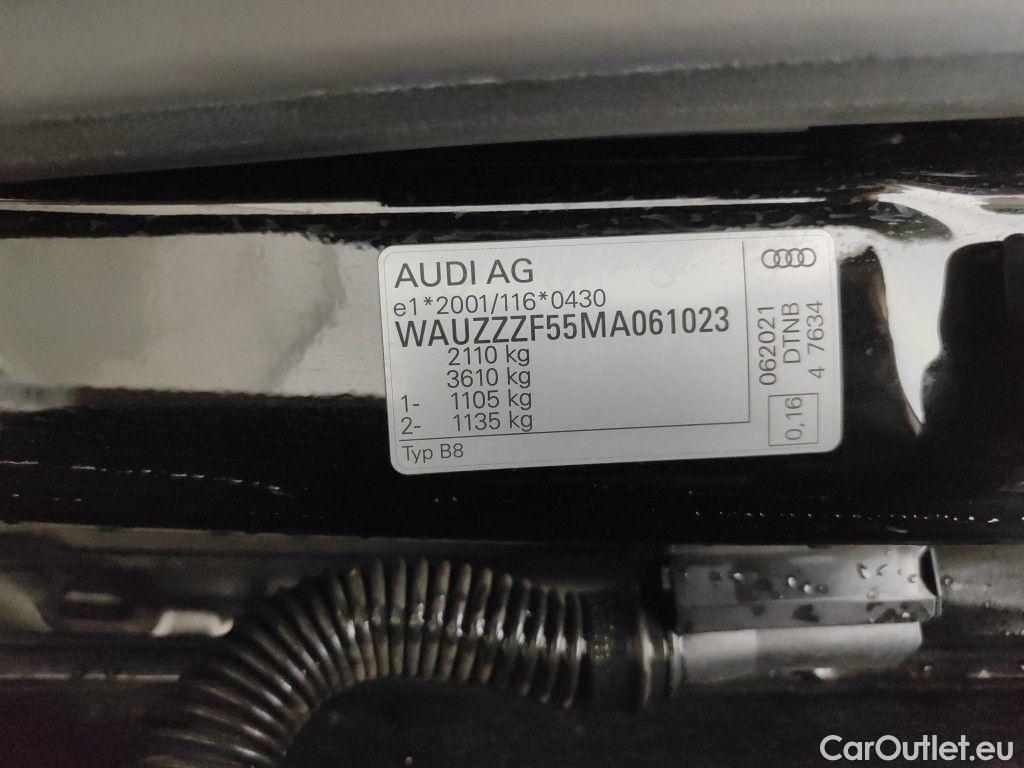 AUDI AG
e1*2001/116*0430
WAUZZZF55MA061023
2110 kg
3610 kg
1- 1105 kg
2- 1135 kg
Typ B8
062021
DTNB
4 7634
0,16
CarOutlet.eu